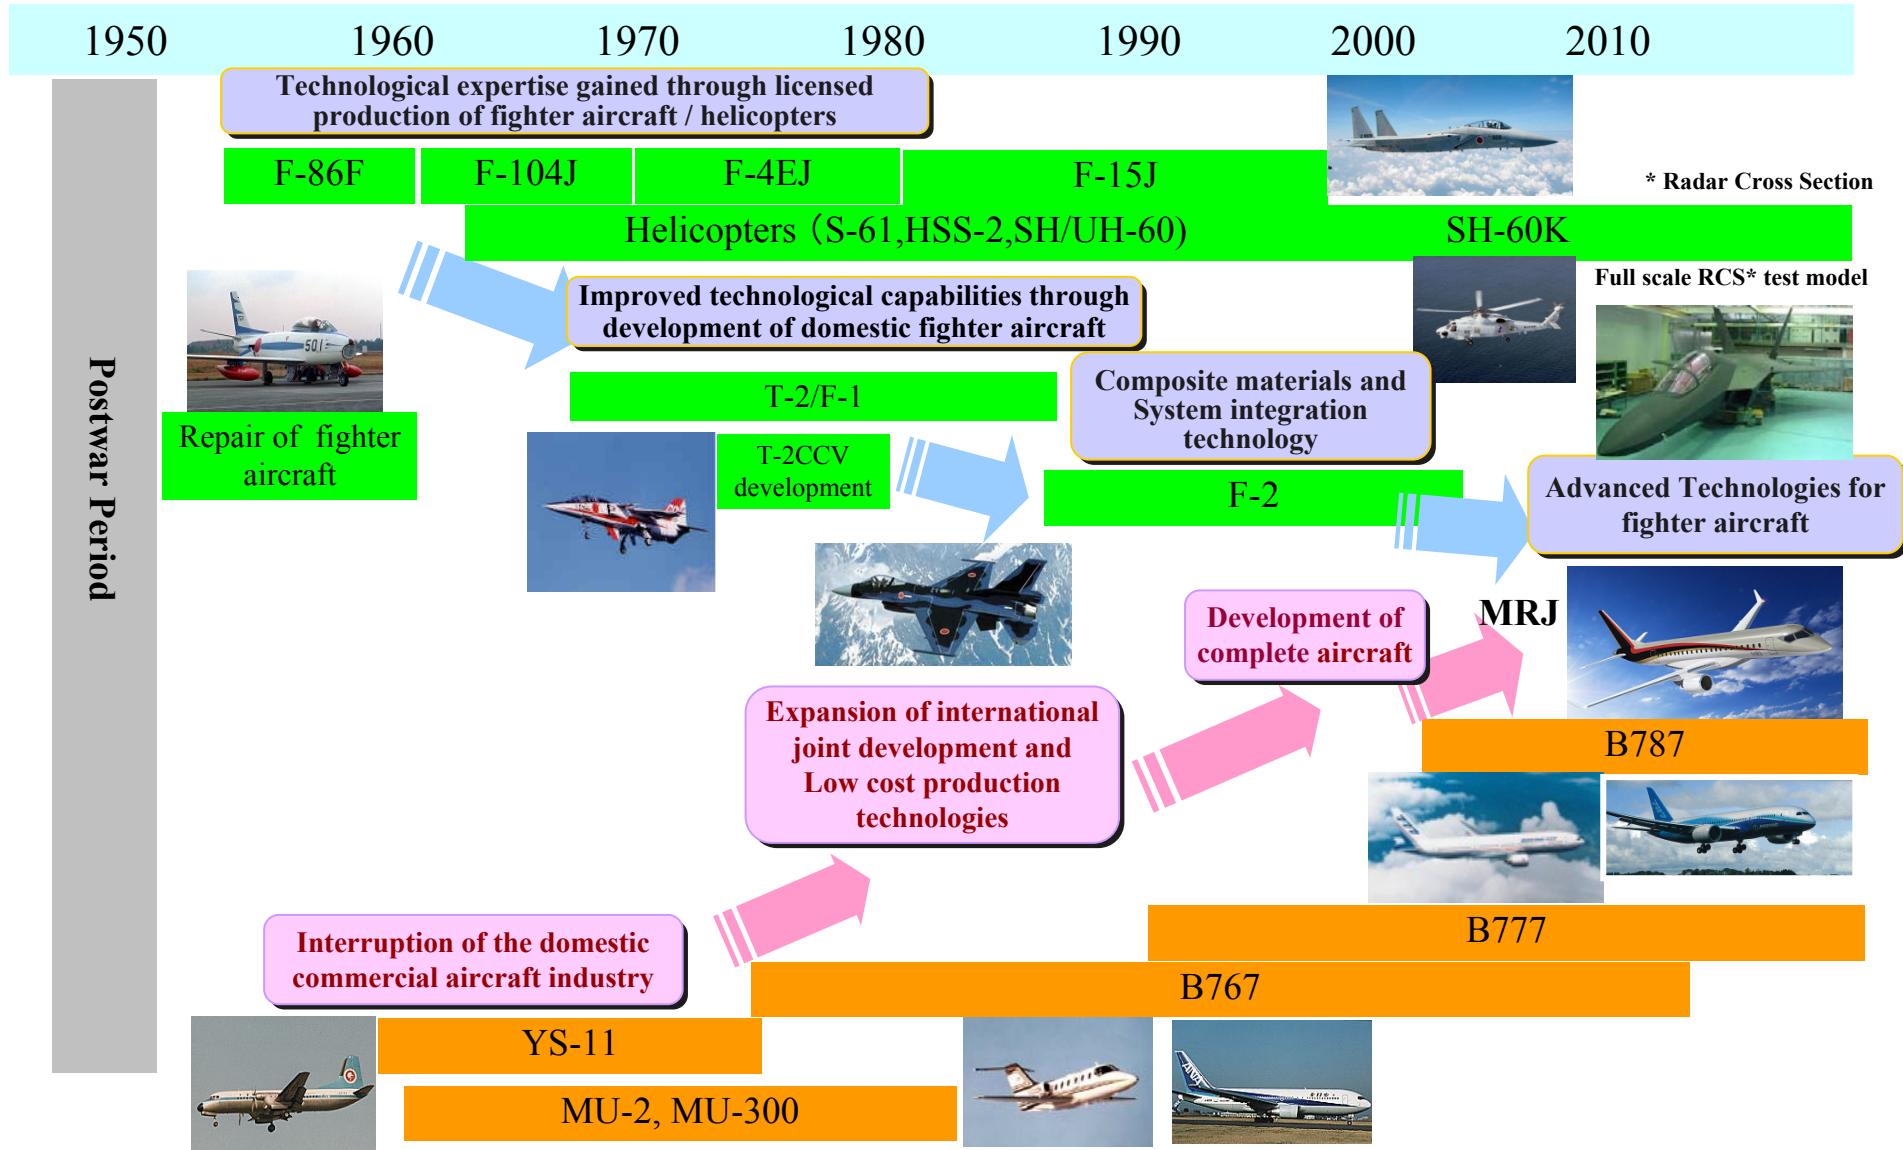 1950 1960 1970 1980 1990 2000 2010
Postwar Period
Technological expertise gained through licensed
production of fighter aircraft / helicopters
F-86F
F-104J
F-4EJ
F-15J
* Radar Cross Section
Helicopters（S-61,HSS-2,SH/UH-60)
SH-60K
Full scale RCS* test model
Improved technological capabilities through
development of domestic fighter aircraft
501
T-2/F-1
Composite materials and
System integration
technology
Repair of fighter
aircraft
T-2CCV
development
F-2
Advanced Technologies for
fighter aircraft
Development of
complete aircraft
MRJ
Expansion of international
joint development and
Low cost production
technologies
B787
Interruption of the domestic
commercial aircraft industry
B777
B767
YS-11
ANA
MU-2, MU-300